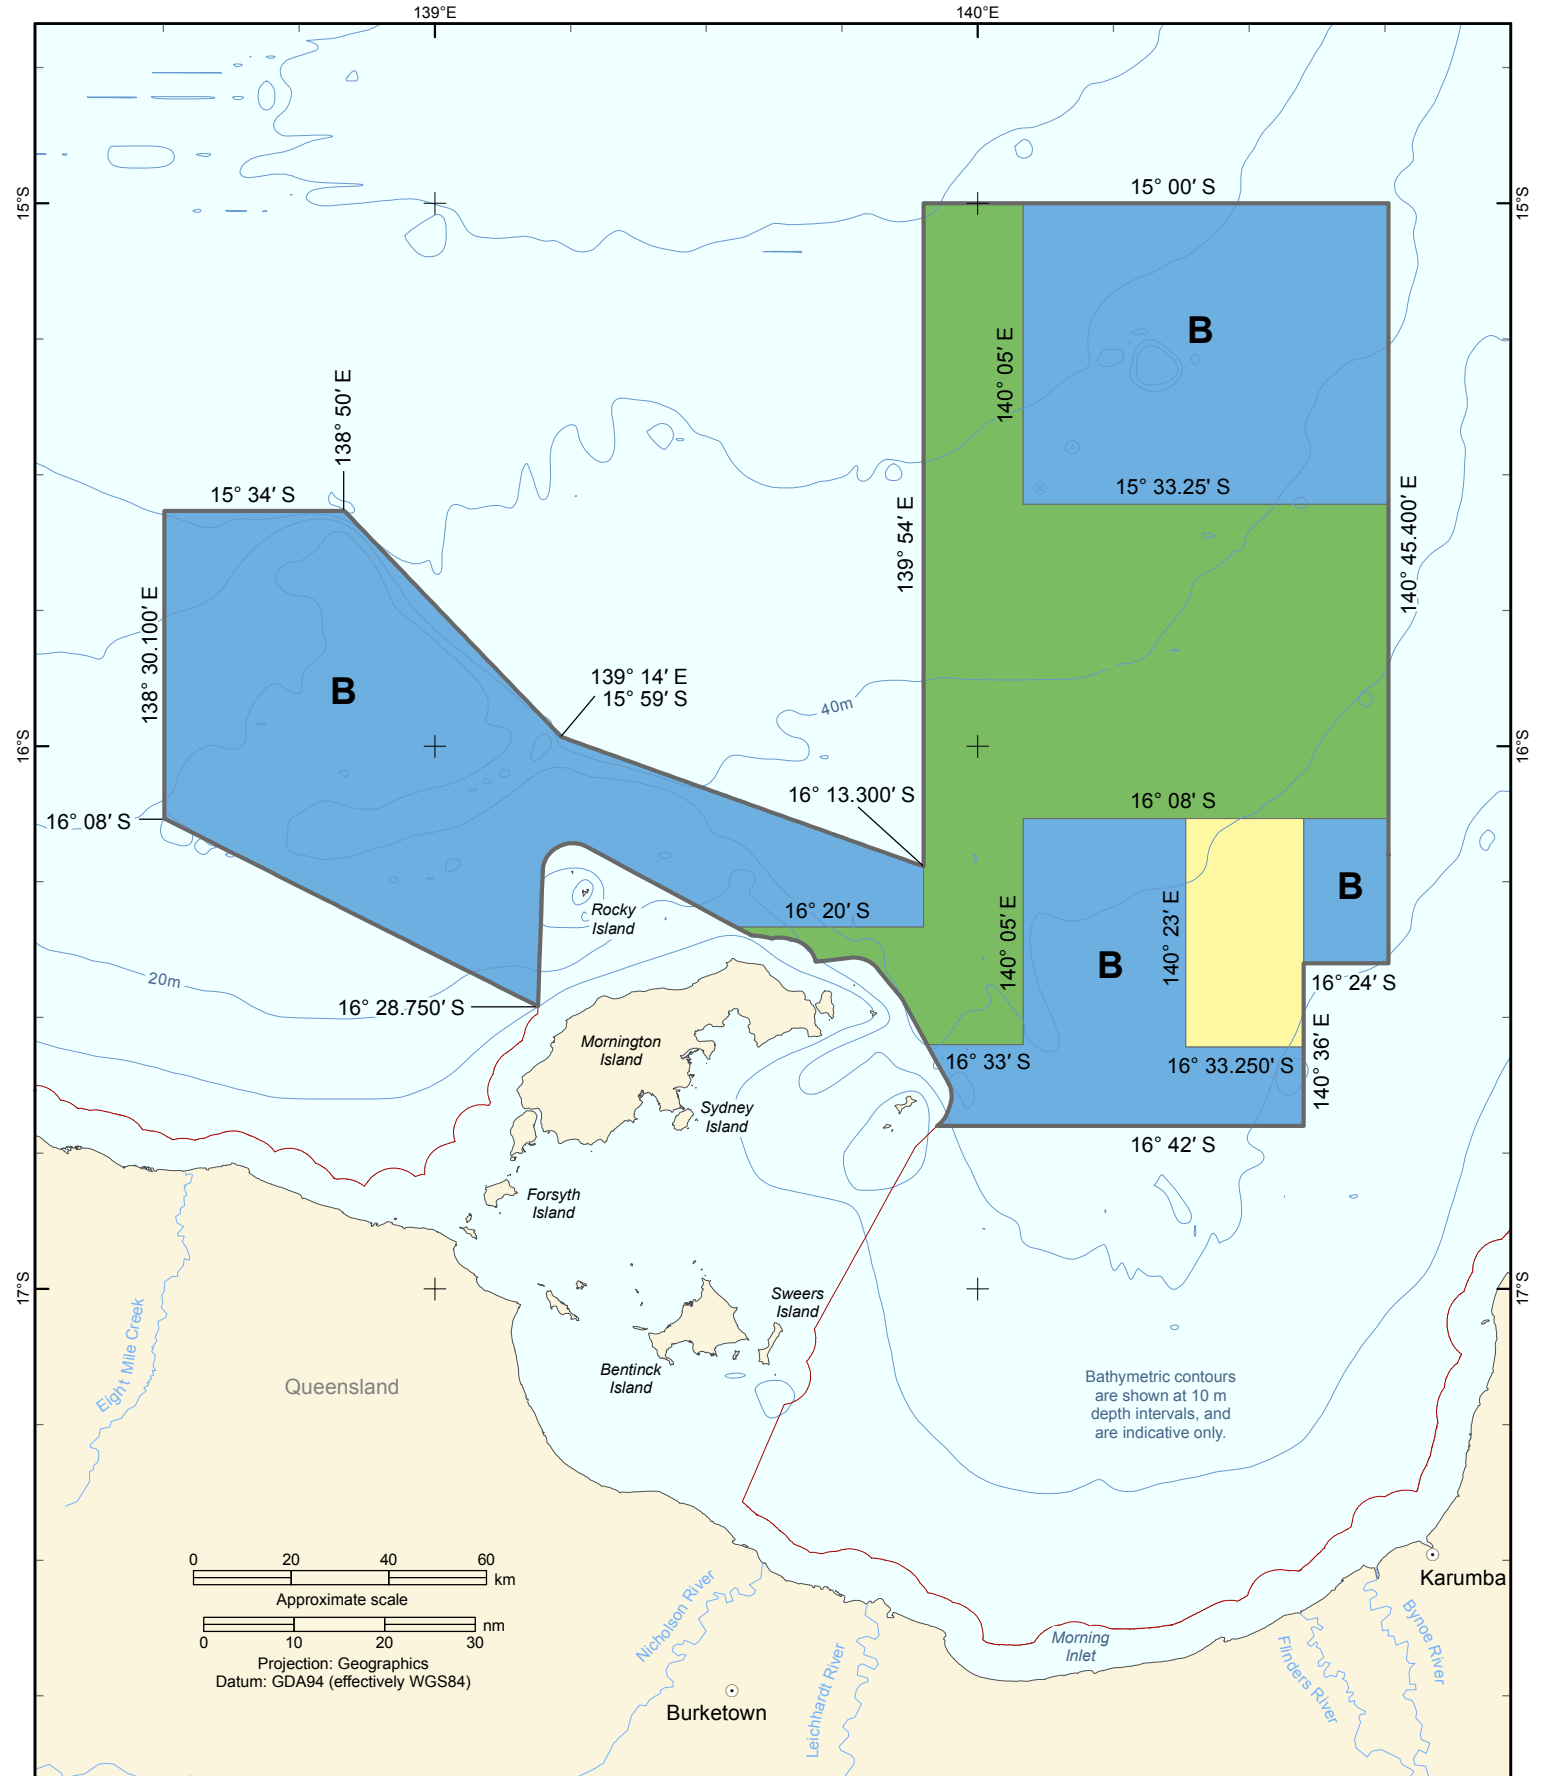 139°E
140°E
15°S
15°S
15° 00′ S
B
140° 05′ E
138° 50′ E
15° 34′ S
15° 33.25' S
139° 54′ E
140° 45.400′ E
138° 30.100′ E
B
139° 14′ E
15° 59′ S
40m
16°S
16°S
16° 13.300′ S
16° 08' S
16° 08′ S
B
Rocky
Island
16° 20′ S
140° 05′ E
140° 23′ E
B
20m
16° 28.750′ S
16° 24′ S
Mornington
Island
16° 33′ S
16° 33.250' S
140° 36′ E
Sydney
Island
16° 42′ S
Forsyth
Island
17°S
17°S
Sweers
Island
Eight Mile Creek
Bentinck
Island
Queensland
Bathymetric contours
are shown at 10 m
depth intervals, and
are indicative only.
0 20 40 60
km
Approximate scale
nm
0 10 20 30
Projection: Geographics
Datum: GDA94 (effectively WGS84)
Karumba
Nicholson River
Leichhardt River
Morning
Inlet
Flinders River
Bynoe River
Burketown